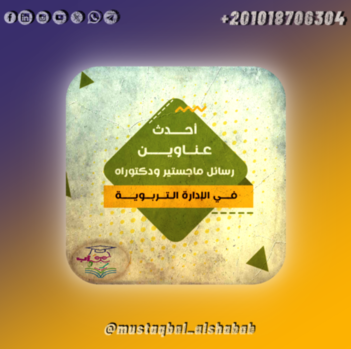 +201018706304
أحدث
عناوين
رسائل ماجستير ودكتوراه
في الإدارة التربوية
@mustaqbal_alshabab